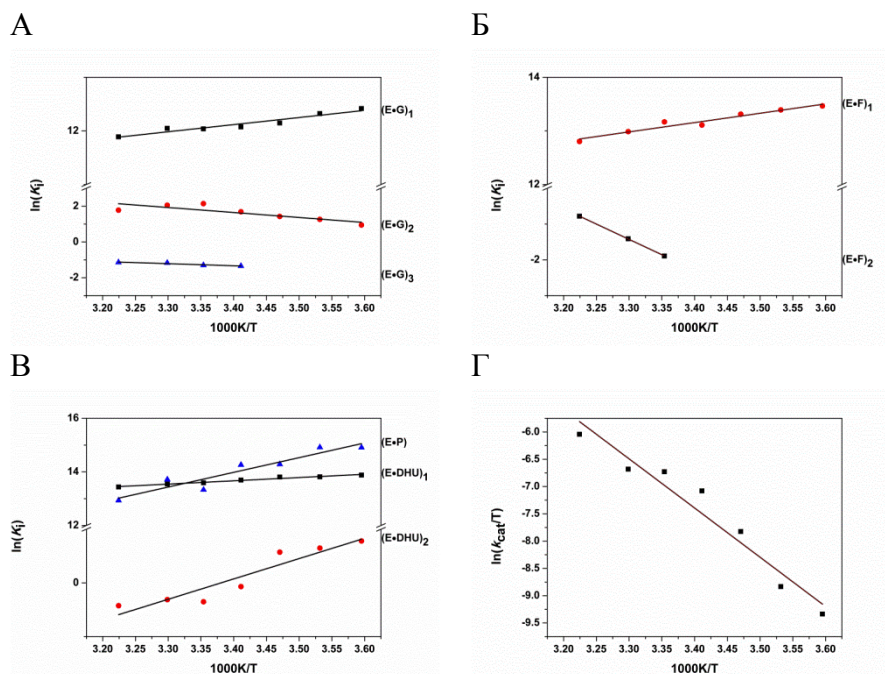 А
Б
12
2
0
-2
ln(Kᵢ)
3.20 3.25 3.30 3.35 3.40 3.45 3.50 3.55 3.60
1000K/T
(E•G)₁
(E•G)₂
(E•G)₃
14
12
-2
ln(Kᵢ)
3.20 3.25 3.30 3.35 3.40 3.45 3.50 3.55 3.60
1000K/T
(E•F)₁
(E•F)₂
В
Г
16
14
12
0
ln(Kᵢ)
3.20 3.25 3.30 3.35 3.40 3.45 3.50 3.55 3.60
1000K/T
(E•P)
(E•DHU)₁
(E•DHU)₂
-6.0
-6.5
-7.0
-7.5
-8.0
-8.5
-9.0
-9.5
ln(k_cat/T)
3.20 3.25 3.30 3.35 3.40 3.45 3.50 3.55 3.60
1000K/T